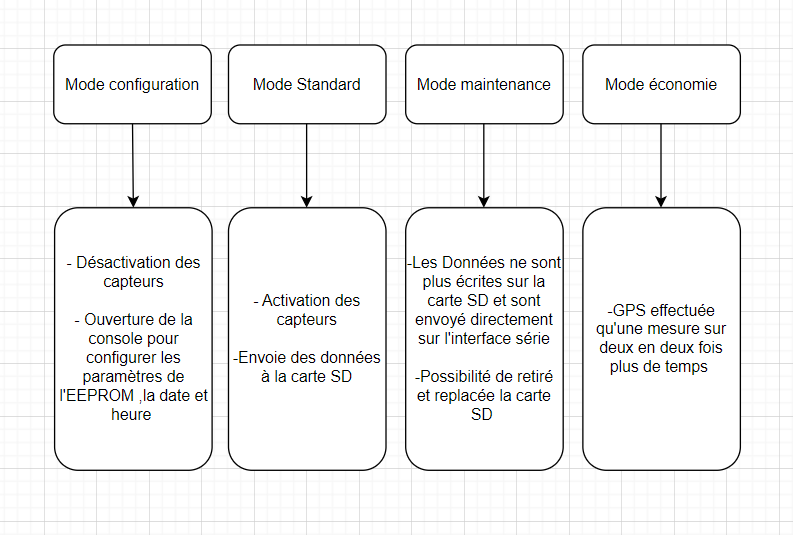 Mode configuration
Mode Standard
Mode maintenance
Mode économie
- Désactivation des
capteurs
- Ouverture de la
console pour
configurer les
paramètres de
l'EEPROM ,la date et
heure
- Activation des
capteurs
-Envoie des données
à la carte SD
-Les Données ne sont
plus écrites sur la
carte SD et sont
envoyé directement
sur l'interface série
-Possibilité de retiré
et replacée la carte
SD
-GPS effectuée
qu'une mesure sur
deux en deux fois
plus de temps